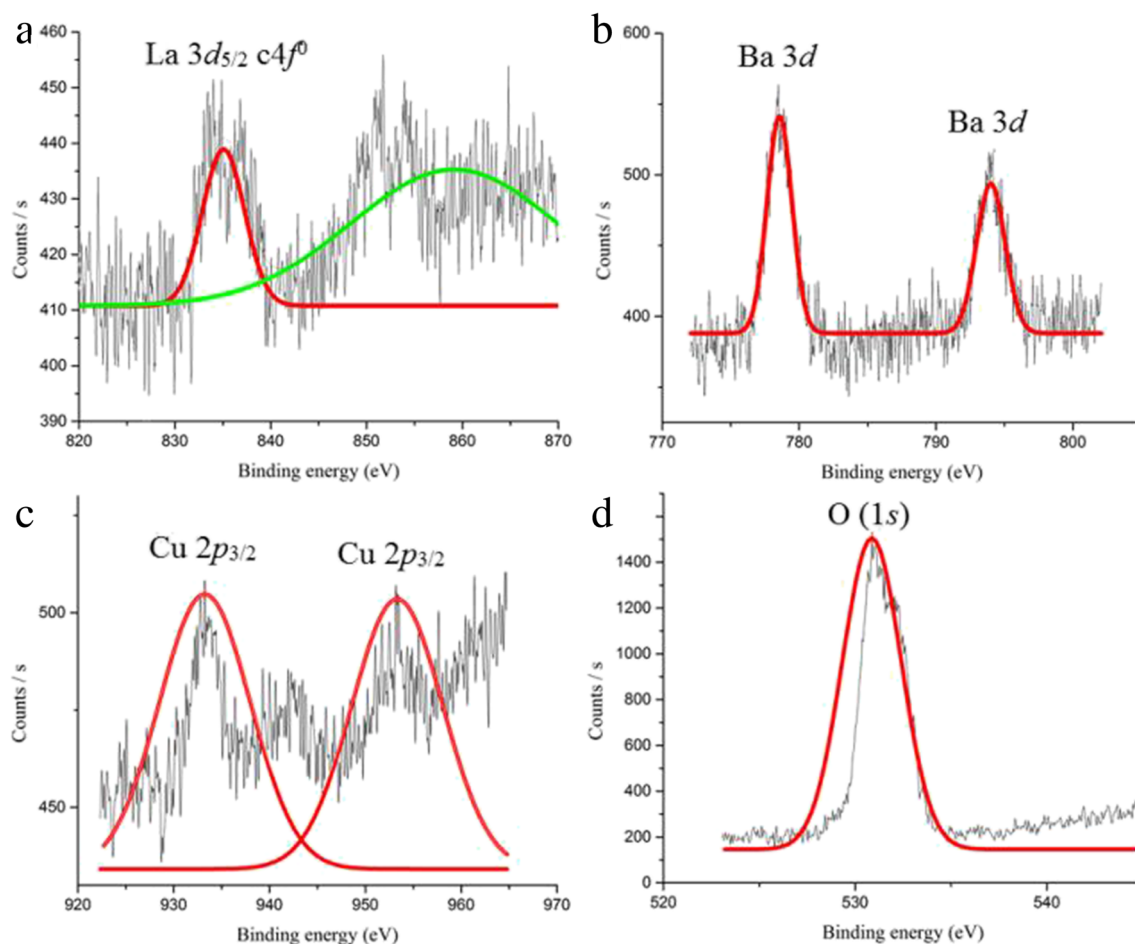 a
La 3d5/2 c4f0
460
450
440
430
420
410
400
390
Counts / s
820 830 840 850 860 870
Binding energy (eV)
b
Ba 3d
Ba 3d
600
500
400
Counts / s
770 780 790 800
Binding energy (eV)
c
Cu 2p3/2
Cu 2p3/2
500
450
Counts / s
920 930 940 950 960 970
Binding energy (eV)
d
O (1s)
1400
1200
1000
800
600
400
200
0
Counts / s
520 530 540
Binding energy (eV)